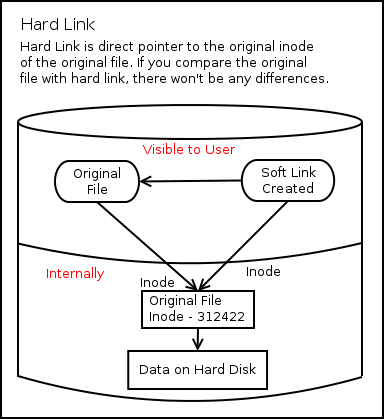 Hard Link
Hard Link is direct pointer to the original inode
of the original file. If you compare the original
file with hard link, there won't be any differences.
Visible to User
Original
File
Soft Link
Created
Internally
Inode
Inode
Original File
Inode - 312422
Data on Hard Disk